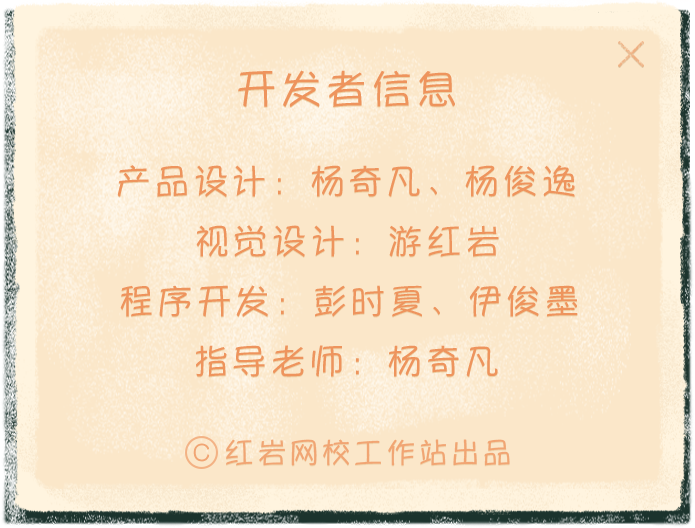 开发者信息
产品设计：杨奇凡、杨俊逸
视觉设计：游红岩
程序开发：彭时夏、伊俊墨
指导老师：杨奇凡
©红岩网校工作站出品